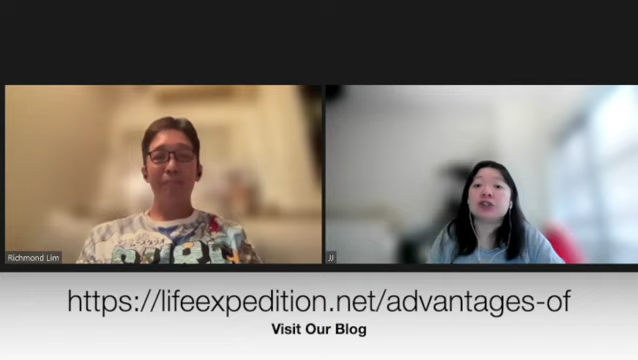 Richmond Lim
JJ
https://lifeexpedition.net/advantages-of
Visit Our Blog